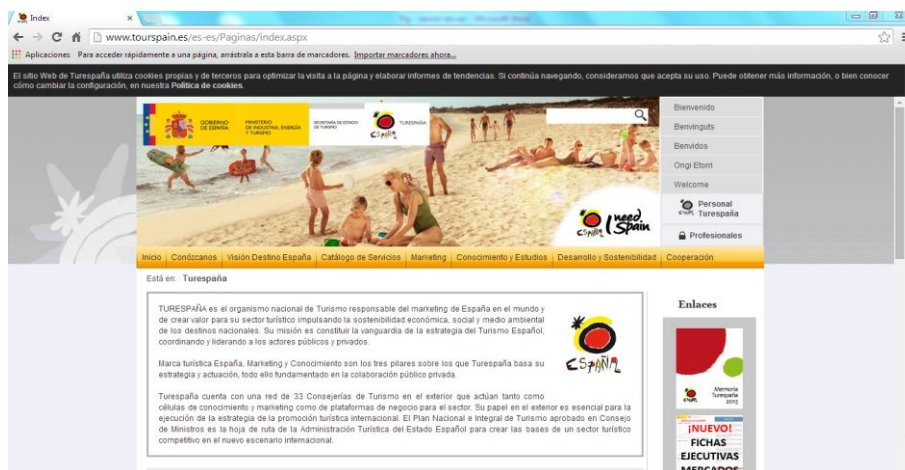 Index
www.tourspain.es/es-es/Paginas/index.aspx
Aplicaciones Para acceder rápidamente a una página, arrástrala a esta barra de marcadores. Importar marcadores ahora...
El sitio Web de Turespaña utiliza cookies propias y de terceros para optimizar la visita a la página y elaborar informes de tendencias. Si continúa navegando, consideramos que acepta su uso. Puede obtener más información, o bien conocer
cómo cambiar la configuración, en nuestra Política de cookies.
GOBIERNO
DE ESPAÑA
MINISTERIO
DE INDUSTRIA, ENERGÍA
Y TURISMO
SECRETARÍA DE ESTADO
DE TURISMO
ESPAÑA
TURESPAÑA
Bienvenido
Benvinguts
Benvidos
Ongi Etorri
Welcome
Personal
Turespaña
Profesionales
ESPAÑA
I need
Spain
Inicio Conózcanos Visión Destino España Catálogo de Servicios Marketing Conocimiento y Estudios Desarrollo y Sostenibilidad Cooperación
Está en: Turespaña
TURESPAÑA es el organismo nacional de Turismo responsable del marketing de España en el mundo y
de crear valor para su sector turístico impulsando la sostenibilidad económica, social y medio ambiental
de los destinos nacionales. Su misión es constituir la vanguardia de la estrategia del Turismo Español,
coordinando y liderando a los actores públicos y privados.
Marca turística España, Marketing y Conocimiento son los tres pilares sobre los que Turespaña basa su
estrategia y actuación, todo ello fundamentado en la colaboración público privada.
Turespaña cuenta con una red de 33 Consejerías de Turismo en el exterior que actúan tanto como
células de conocimiento y marketing como de plataformas de negocio para el sector. Su papel en el exterior es esencial para la
ejecución de la estrategia de la promoción turística internacional. El Plan Nacional e Integral de Turismo aprobado en Consejo
de Ministros es la hoja de ruta de la Administración Turística del Estado Español para crear las bases de un sector turístico
competitivo en el nuevo escenario internacional.
ESPAÑA
Enlaces
Memoria
Turespaña
2013
¡NUEVO!
FICHAS
EJECUTIVAS
MERCADOS